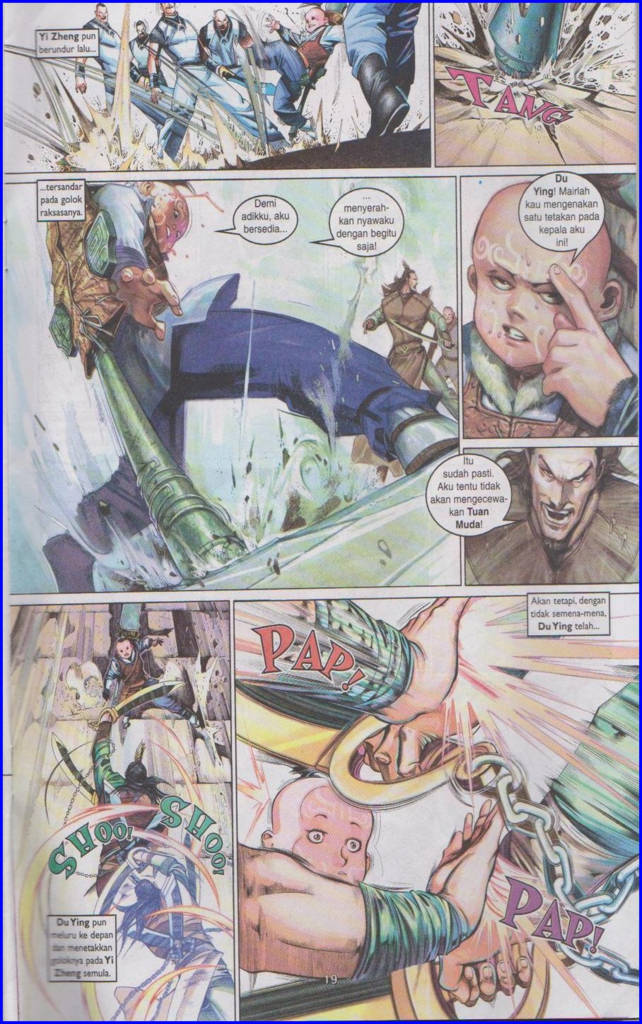 Yi Zheng pun
berundur lalu...
TANG
...tersandar
pada golok
raksasanya.
Demi
adikku, aku
bersedia...
...
menyerah-
kan nyawaku
dengan begitu
saja!
Du
Ying! Mairlah
kau mengenakan
satu tetakan pada
kepala aku
ini!
Itu
sudah pasti.
Aku tentu tidak
akan mengecewa-
kan Tuan
Muda!
SHOO!
SHOO!
Du Ying pun
meluru ke depan
dan menetakkan
goloknya pada Yi
Zheng semula.
Akan tetapi, dengan
tidak semena-mena,
Du Ying telah...
PAP!
PAP!
19